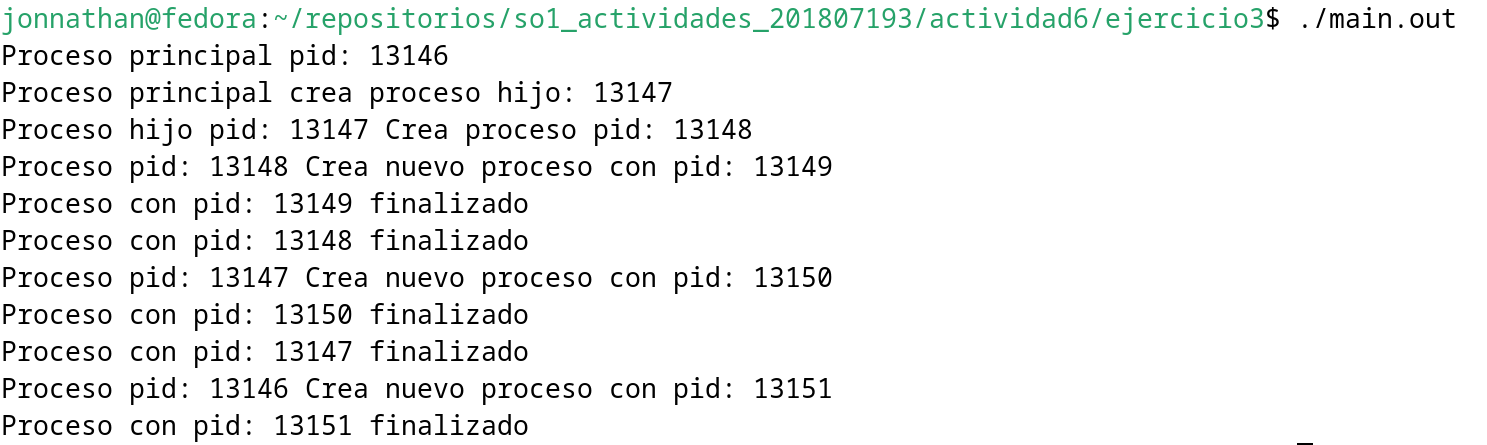 jonnathan@fedora:~/repositorios/so1_actividades_201807193/actividad6/ejercicio3$ ./main.out
Proceso principal pid: 13146
Proceso principal crea proceso hijo: 13147
Proceso hijo pid: 13147 Crea proceso pid: 13148
Proceso pid: 13148 Crea nuevo proceso con pid: 13149
Proceso con pid: 13149 finalizado
Proceso con pid: 13148 finalizado
Proceso pid: 13147 Crea nuevo proceso con pid: 13150
Proceso con pid: 13150 finalizado
Proceso con pid: 13147 finalizado
Proceso pid: 13146 Crea nuevo proceso con pid: 13151
Proceso con pid: 13151 finalizado